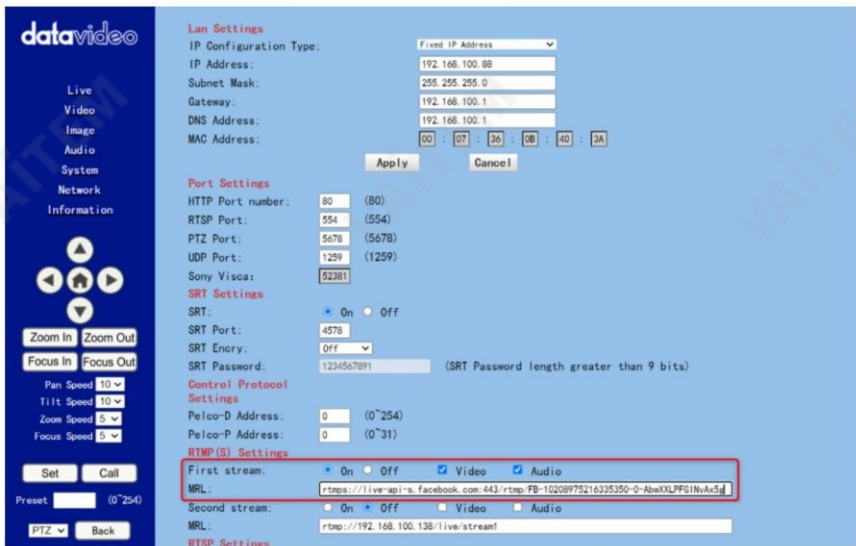 datavideo
Live
Video
Image
Audio
System
Network
Information
Zoom In Zoom Out
Focus In Focus Out
Pan Speed 10
Tilt Speed 10
Zoom Speed 5
Focus Speed 5
Set Call
Preset (0~254)
PTZ Back
Lan Settings
IP Configuration Type: Fixed IP Address
IP Address: 192.168.100.88
Subnet Mask: 255.255.255.0
Gateway: 192.168.100.1
DNS Address: 192.168.100.1
MAC Address: 00 : 07 : 36 : 0B : 40 : 3A
Apply Cancel
Port Settings
HTTP Port number: 80 (80)
RTSP Port: 554 (554)
PTZ Port: 5678 (5678)
UDP Port: 1259 (1259)
Sony Visca: 52381
SRT Settings
SRT: On Off
SRT Port: 4578
SRT Encry: Off
SRT Password: 1234567891 (SRT Password length greater than 9 bits)
Control Protocol
Settings
Pelco-D Address: 0 (0~254)
Pelco-P Address: 0 (0~31)
RTMP(S) Settings
First stream: On Off Video Audio
MRL: rtmps://live-api-s.facebook.com:443/rtmp/FB-10208975216335350-0-AbwXXLPFGINvAx5g
Second stream: On Off Video Audio
MRL: rtmp://192.168.100.138/live/stream1
RTSP Settings
VAITEM